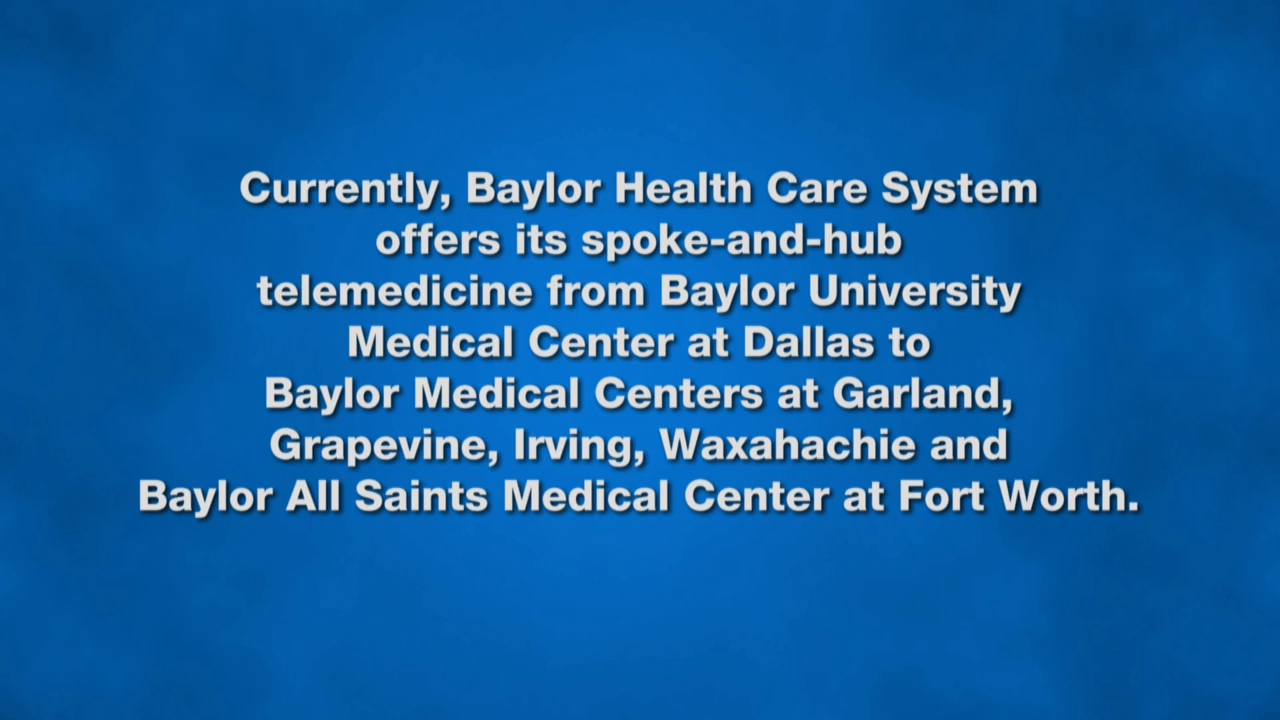 Currently, Baylor Health Care System
offers its spoke-and-hub
telemedicine from Baylor University
Medical Center at Dallas to
Baylor Medical Centers at Garland,
Grapevine, Irving, Waxahachie and
Baylor All Saints Medical Center at Fort Worth.